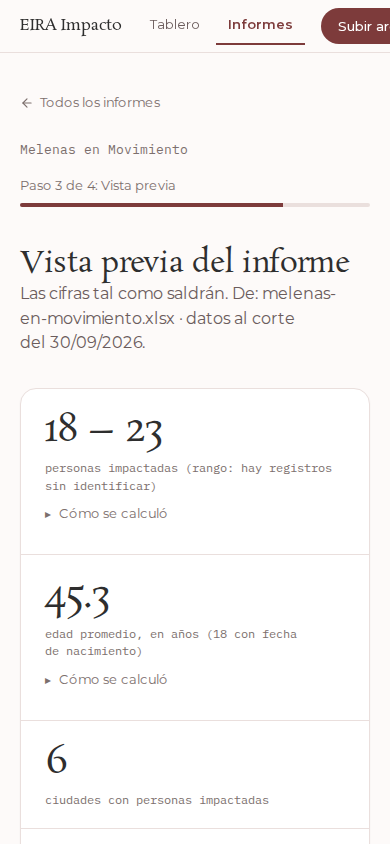 EIRA Impacto Tablero Informes Subir
← Todos los informes
Melenas en Movimiento
Paso 3 de 4: Vista previa
Vista previa del informe
Las cifras tal como saldrán. De: melenas-
en-movimiento.xlsx · datos al corte
del 30/09/2026.
18 – 23
personas impactadas (rango: hay registros
sin identificar)
▸ Cómo se calculó
45.3
edad promedio, en años (18 con fecha
de nacimiento)
▸ Cómo se calculó
6
ciudades con personas impactadas